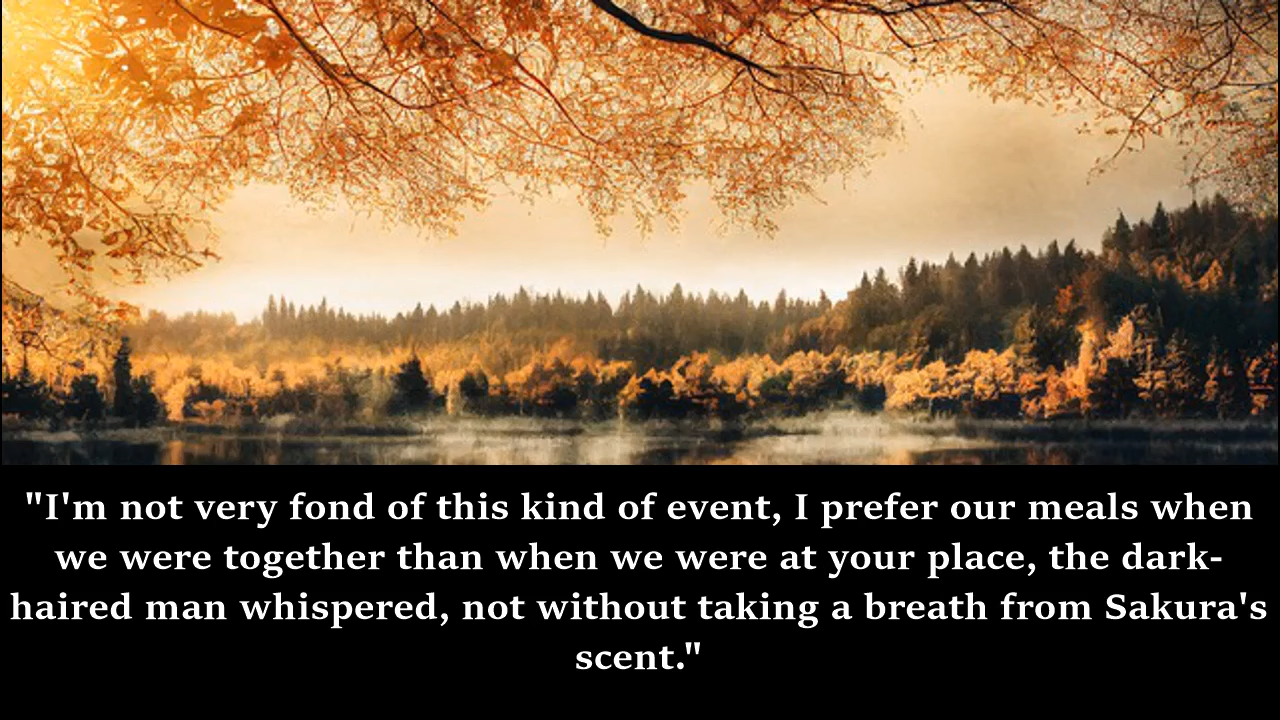 "I'm not very fond of this kind of event, I prefer our meals when
we were together than when we were at your place, the dark-
haired man whispered, not without taking a breath from Sakura's
scent."